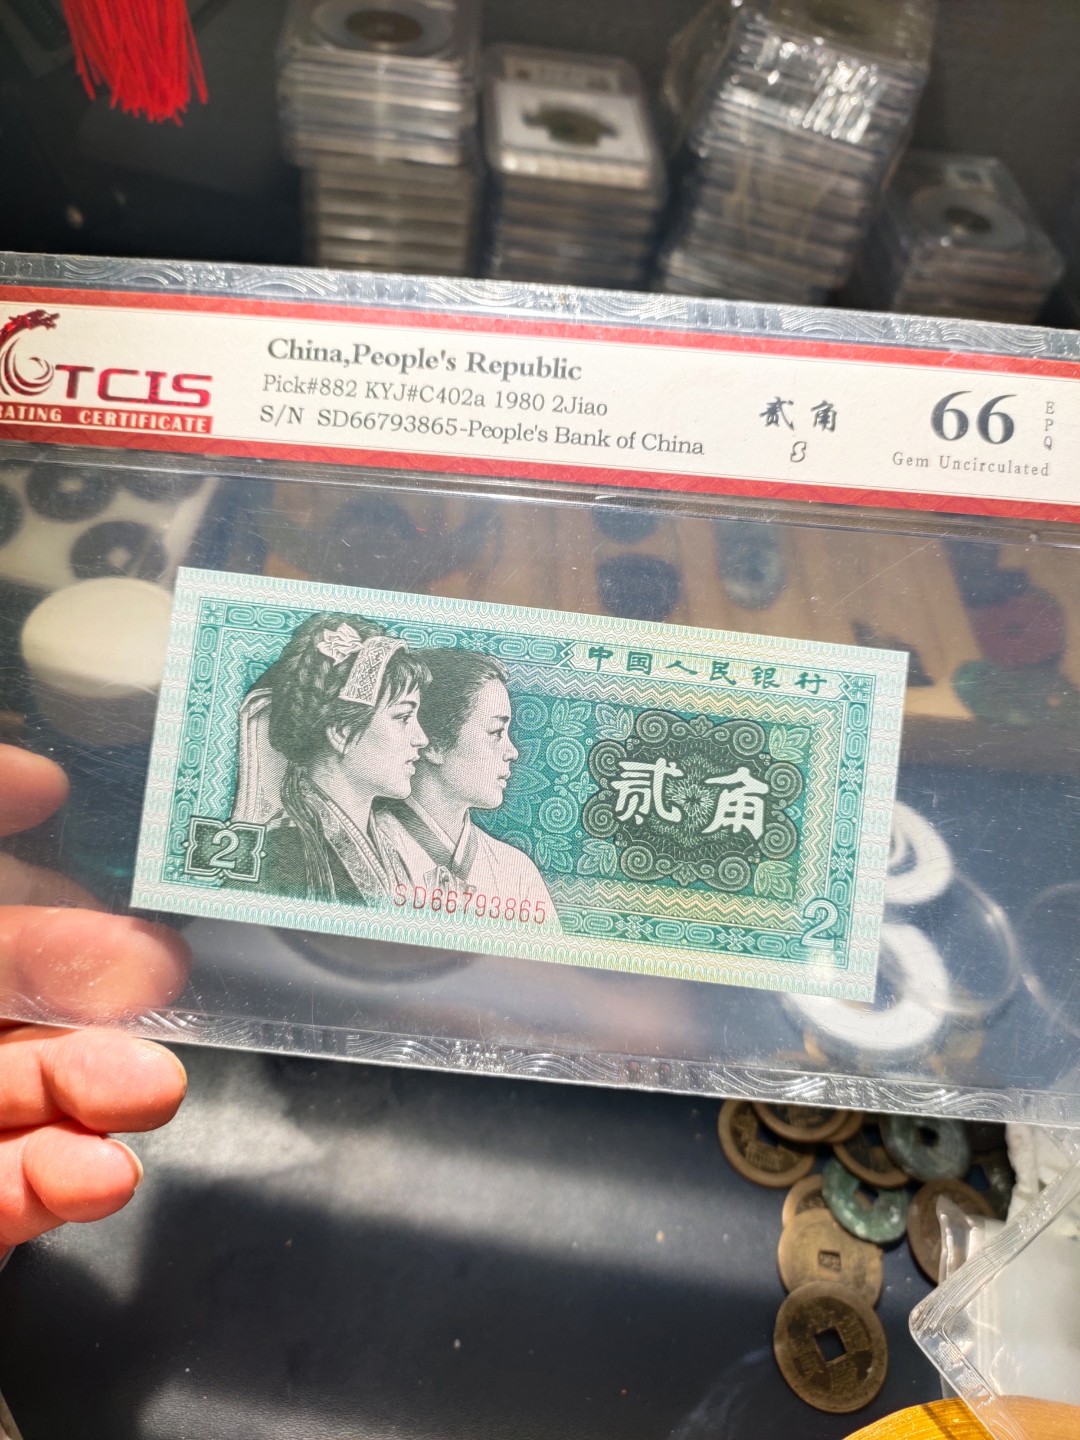 TCIS
RATING CERTIFICATE
China,People's Republic
Pick#882 KYJ#C402a 1980 2Jiao
S/N SD66793865-People's Bank of China
贰角
8
66
EPQ
Gem Uncirculated
中国人民银行
贰角
2
SD66793865
2